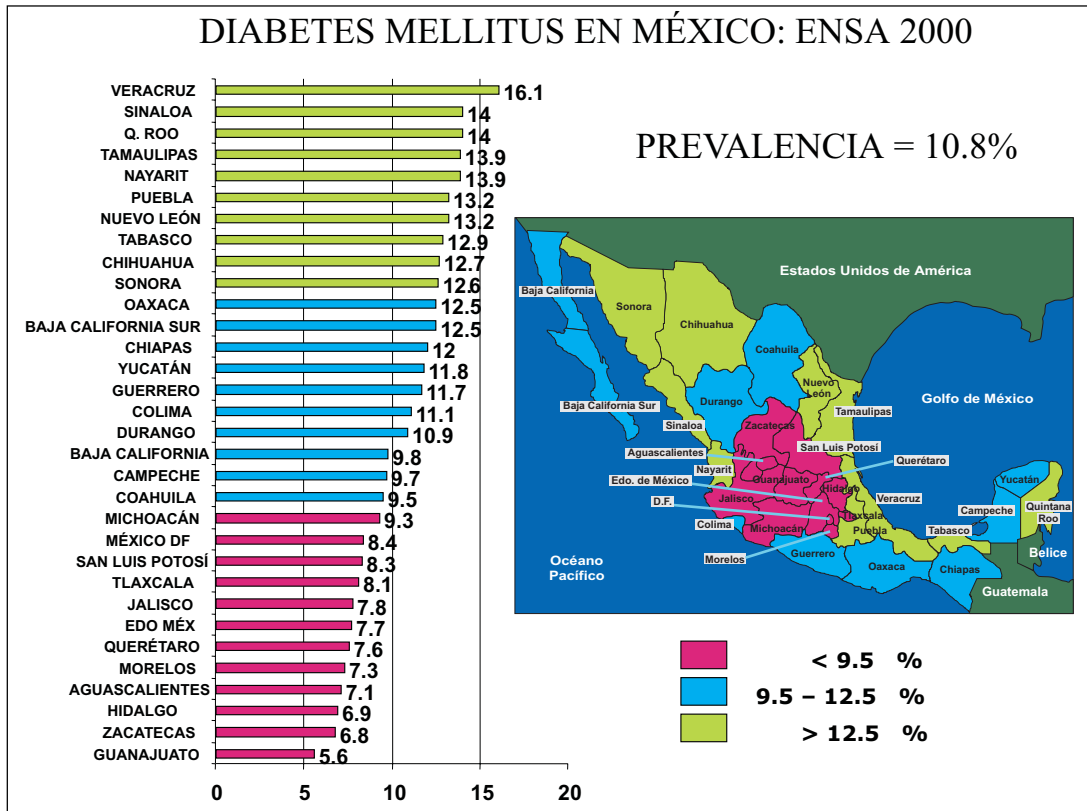 DIABETES MELLITUS EN MÉXICO: ENSA 2000
VERACRUZ 16.1
SINALOA 14
Q. ROO 14
TAMAULIPAS 13.9
NAYARIT 13.9
PUEBLA 13.2
NUEVO LEÓN 13.2
TABASCO 12.9
CHIHUAHUA 12.7
SONORA 12.6
OAXACA 12.5
BAJA CALIFORNIA SUR 12.5
CHIAPAS 12
YUCATÁN 11.8
GUERRERO 11.7
COLIMA 11.1
DURANGO 10.9
BAJA CALIFORNIA 9.8
CAMPECHE 9.7
COAHUILA 9.5
MICHOACÁN 9.3
MÉXICO DF 8.4
SAN LUIS POTOSÍ 8.3
TLAXCALA 8.1
JALISCO 7.8
EDO MÉX 7.7
QUERÉTARO 7.6
MORELOS 7.3
AGUASCALIENTES 7.1
HIDALGO 6.9
ZACATECAS 6.8
GUANAJUATO 5.6
0 5 10 15 20
PREVALENCIA = 10.8%
Estados Unidos de América
Baja California
Sonora
Chihuahua
Coahuila
Nuevo
León
Durango
Baja California Sur
Golfo de México
Tamaulipas
Sinaloa
Zacatecas
San Luis Potosí
Aguascalientes
Querétaro
Nayarit
Guanajuato
Edo. de México
Hidalgo
Yucatán
Jalisco
Veracruz
D.F.
Campeche
Quintana
Roo
Tlaxcala
Colima
Michoacán
Puebla
Tabasco
Morelos
Guerrero
Belice
Océano
Pacífico
Oaxaca
Chiapas
Guatemala
< 9.5 %
9.5 – 12.5 %
> 12.5 %